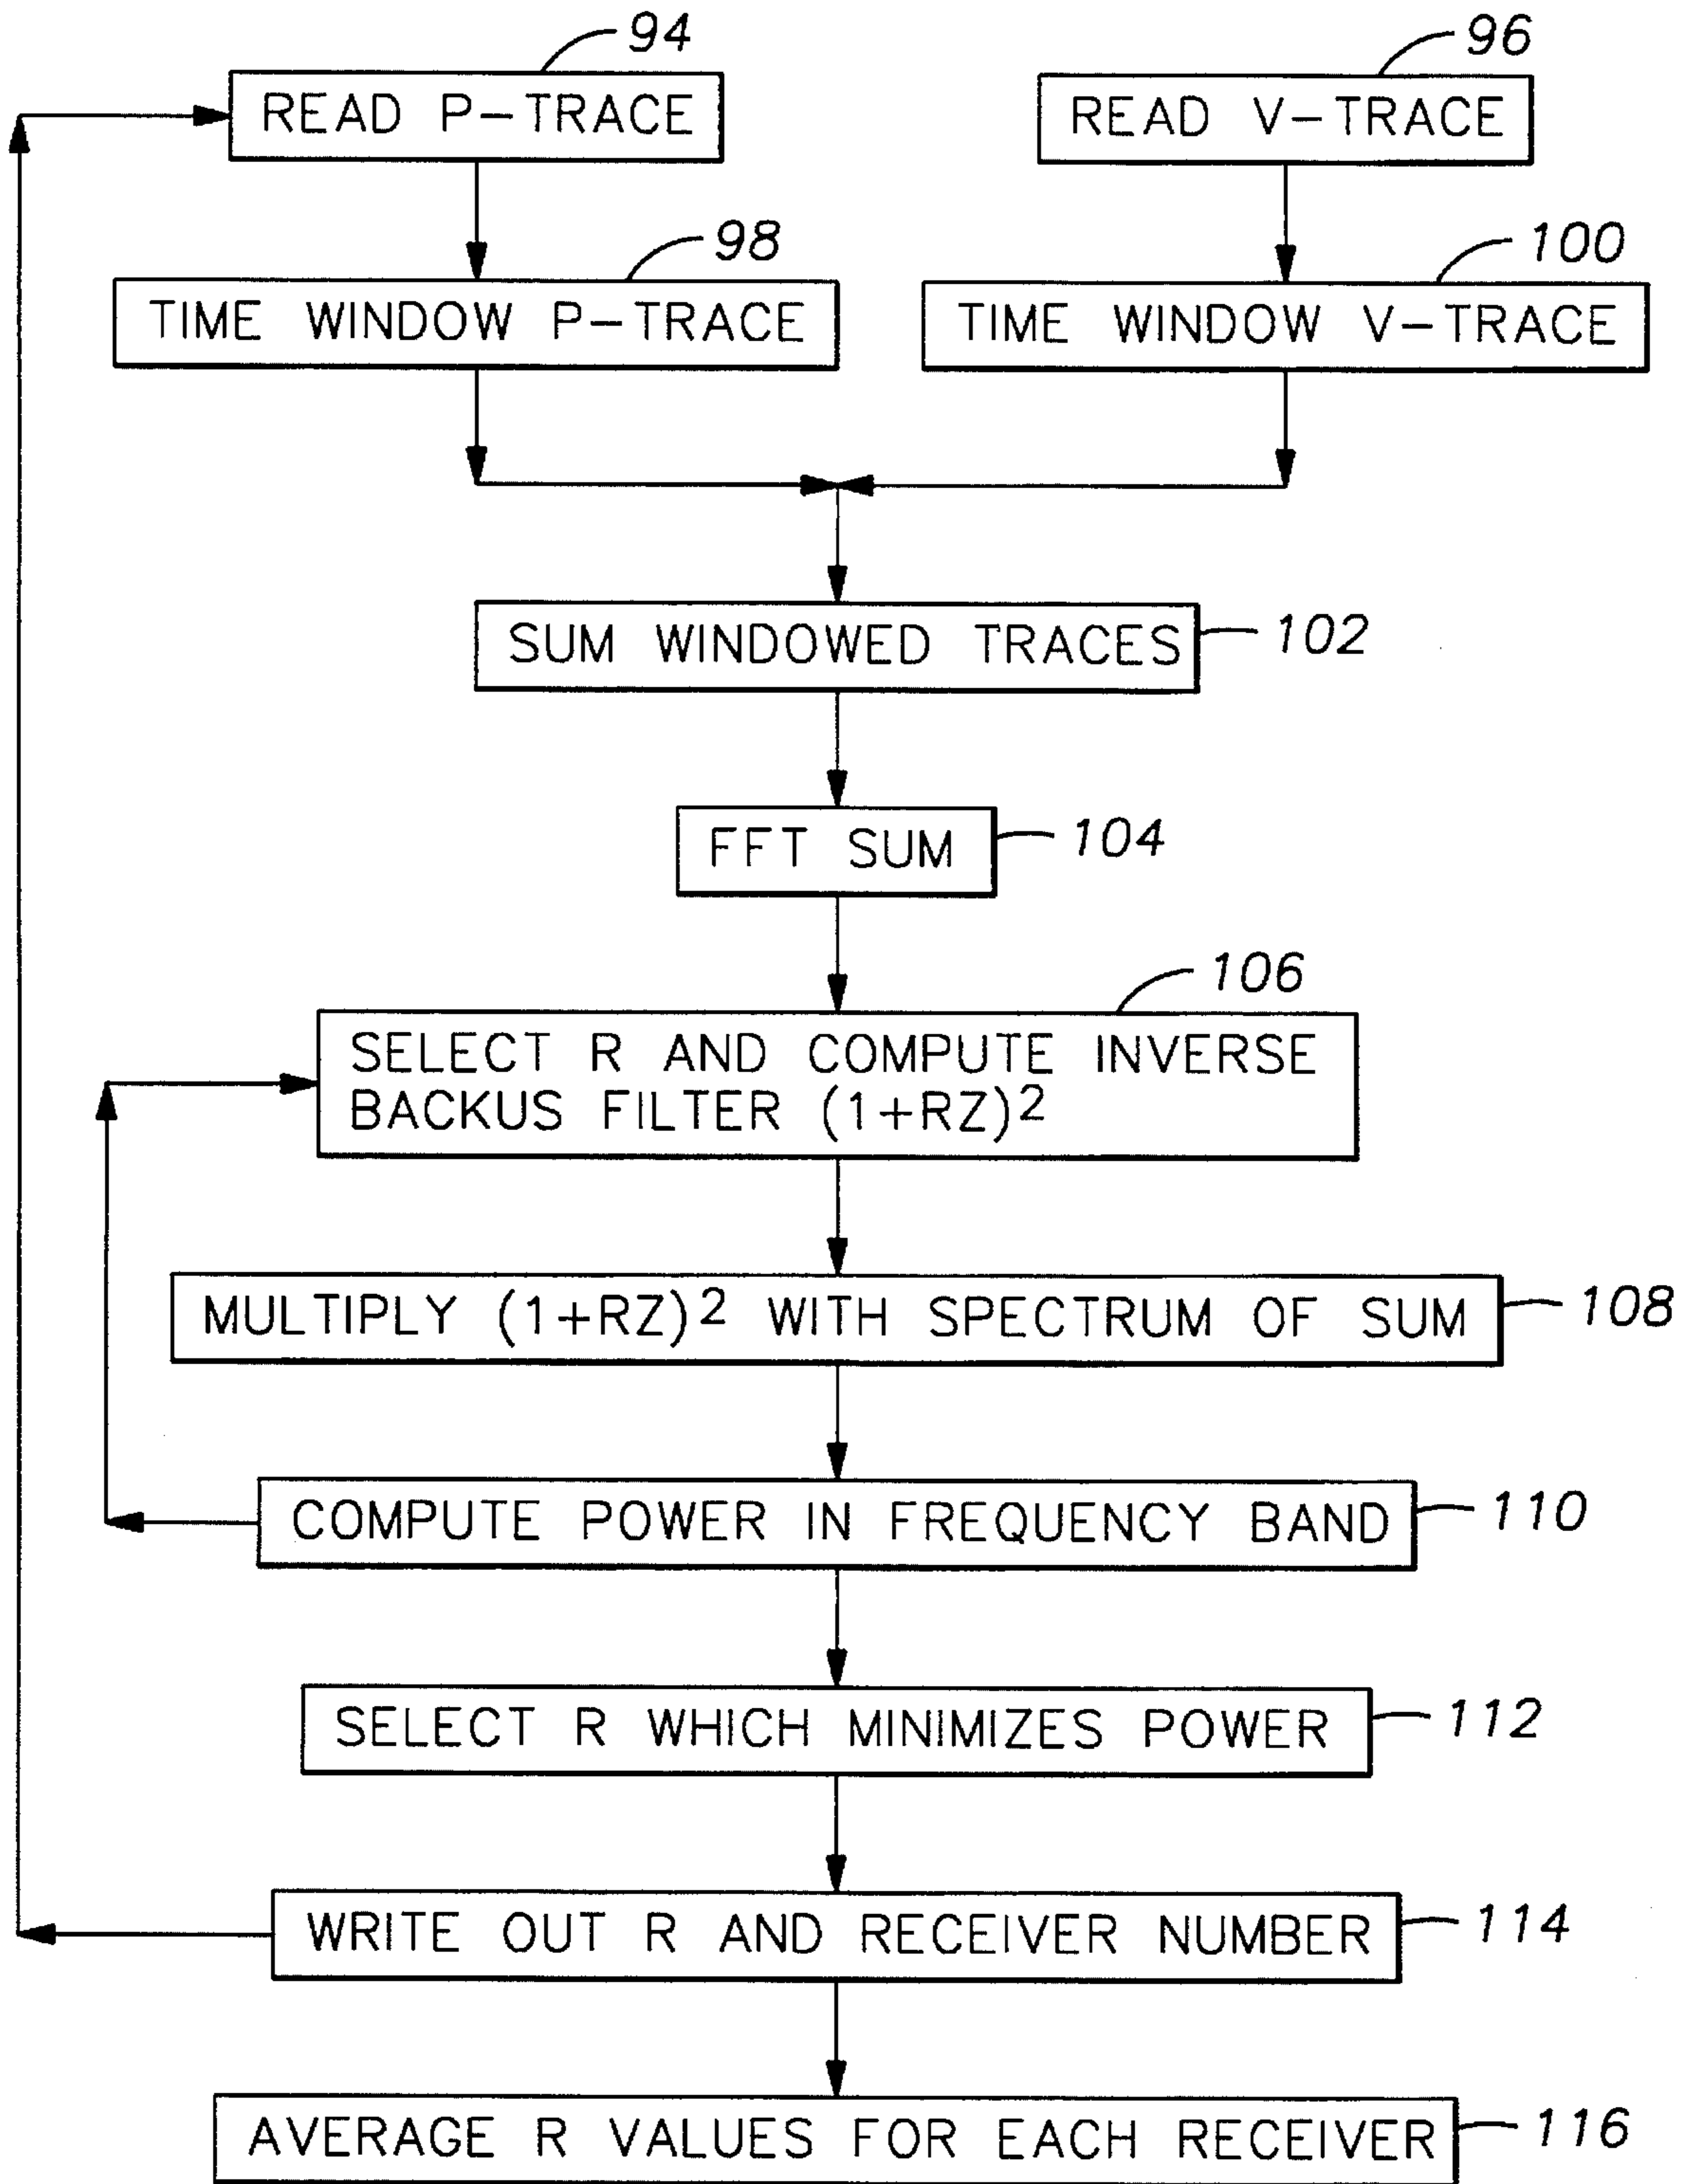 94
96
READ P-TRACE
READ V-TRACE
98
100
TIME WINDOW P-TRACE
TIME WINDOW V-TRACE
SUM WINDOWED TRACES
102
FFT SUM
104
106
SELECT R AND COMPUTE INVERSE
BACKUS FILTER (1+RZ)²
MULTIPLY (1+RZ)² WITH SPECTRUM OF SUM
108
COMPUTE POWER IN FREQUENCY BAND
110
SELECT R WHICH MINIMIZES POWER
112
WRITE OUT R AND RECEIVER NUMBER
114
AVERAGE R VALUES FOR EACH RECEIVER
116